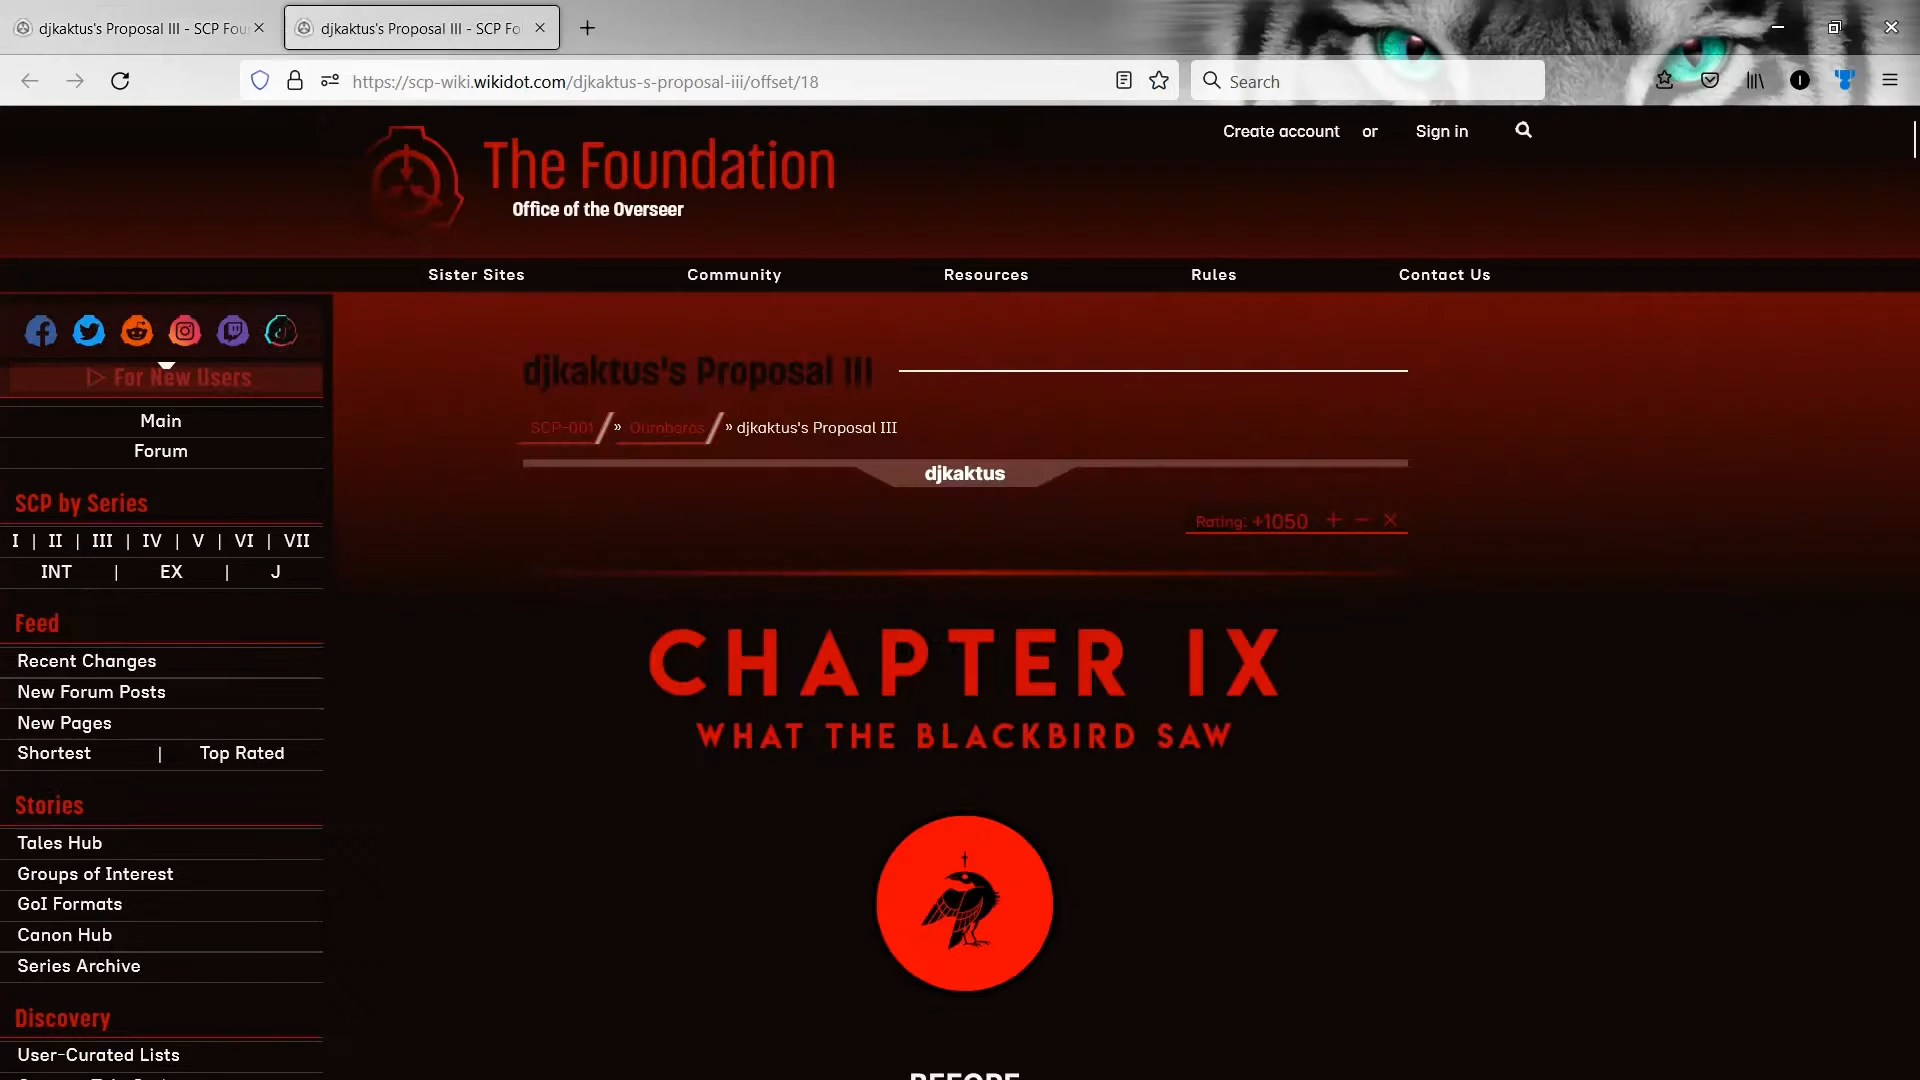 djkaktus's Proposal III - SCP Fou
djkaktus's Proposal III - SCP Fo
https://scp-wiki.wikidot.com/djkaktus-s-proposal-iii/offset/18
Search
The Foundation
Office of the Overseer
Create account or Sign in
Sister Sites Community Resources Rules Contact Us
▷ For New Users
Main
Forum
SCP by Series
I | II | III | IV | V | VI | VII
INT | EX | J
Feed
Recent Changes
New Forum Posts
New Pages
Shortest | Top Rated
Stories
Tales Hub
Groups of Interest
GoI Formats
Canon Hub
Series Archive
Discovery
User-Curated Lists
djkaktus's Proposal III
SCP-001 » Ouroboros » djkaktus's Proposal III
djkaktus
Rating: +1050 + − ×
CHAPTER IX
WHAT THE BLACKBIRD SAW
BEFORE